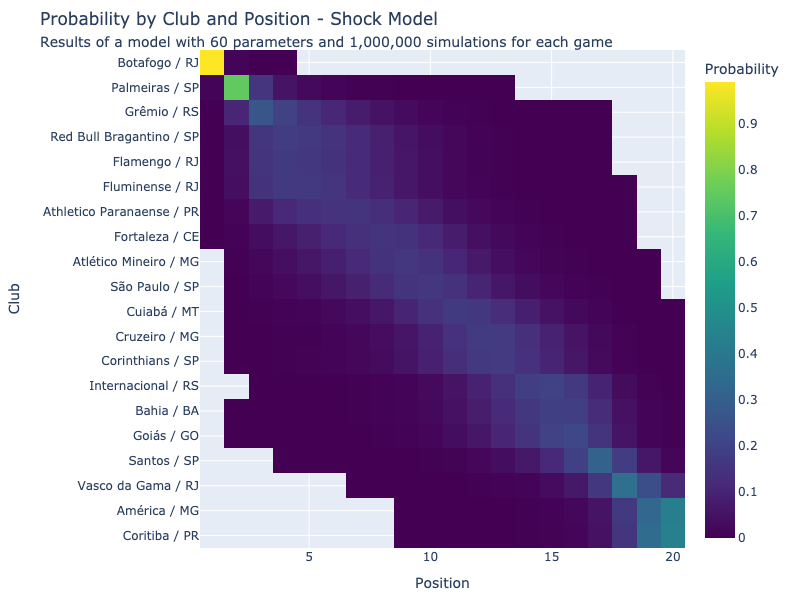 Probability by Club and Position - Shock Model
Results of a model with 60 parameters and 1,000,000 simulations for each game
Probability
Botafogo / RJ
Palmeiras / SP
Grêmio / RS
Red Bull Bragantino / SP
Flamengo / RJ
Fluminense / RJ
Athletico Paranaense / PR
Fortaleza / CE
Atlético Mineiro / MG
São Paulo / SP
Cuiabá / MT
Cruzeiro / MG
Corinthians / SP
Internacional / RS
Bahia / BA
Goiás / GO
Santos / SP
Vasco da Gama / RJ
América / MG
Coritiba / PR
Club
5
10
15
20
Position
0.9
0.8
0.7
0.6
0.5
0.4
0.3
0.2
0.1
0